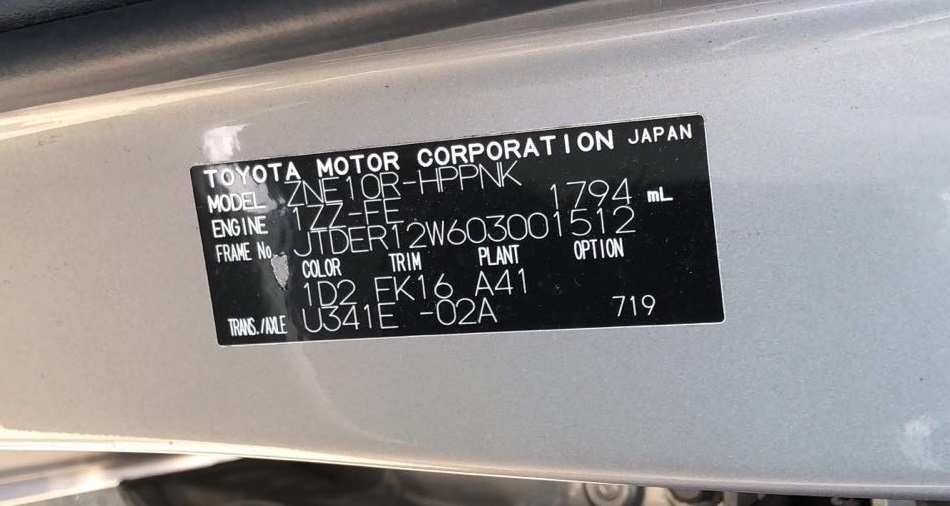 TOYOTA MOTOR CORPORATION JAPAN
MODEL ZNE10R-HPPNK
ENGINE 1ZZ-FE 1794 mL
FRAME No. JTDER12W603001512
COLOR TRIM PLANT OPTION
1D2 FK16 A41
TRANS./AXLE U341E -02A 719